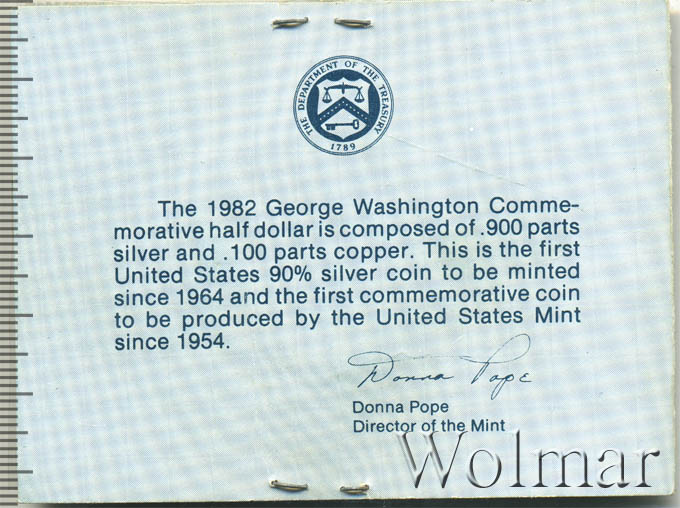 THE DEPARTMENT OF THE TREASURY
1789
The 1982 George Washington Comme-
morative half dollar is composed of .900 parts
silver and .100 parts copper. This is the first
United States 90% silver coin to be minted
since 1964 and the first commemorative coin
to be produced by the United States Mint
since 1954.
Donna Pope
Donna Pope
Director of the Mint
Wolmar